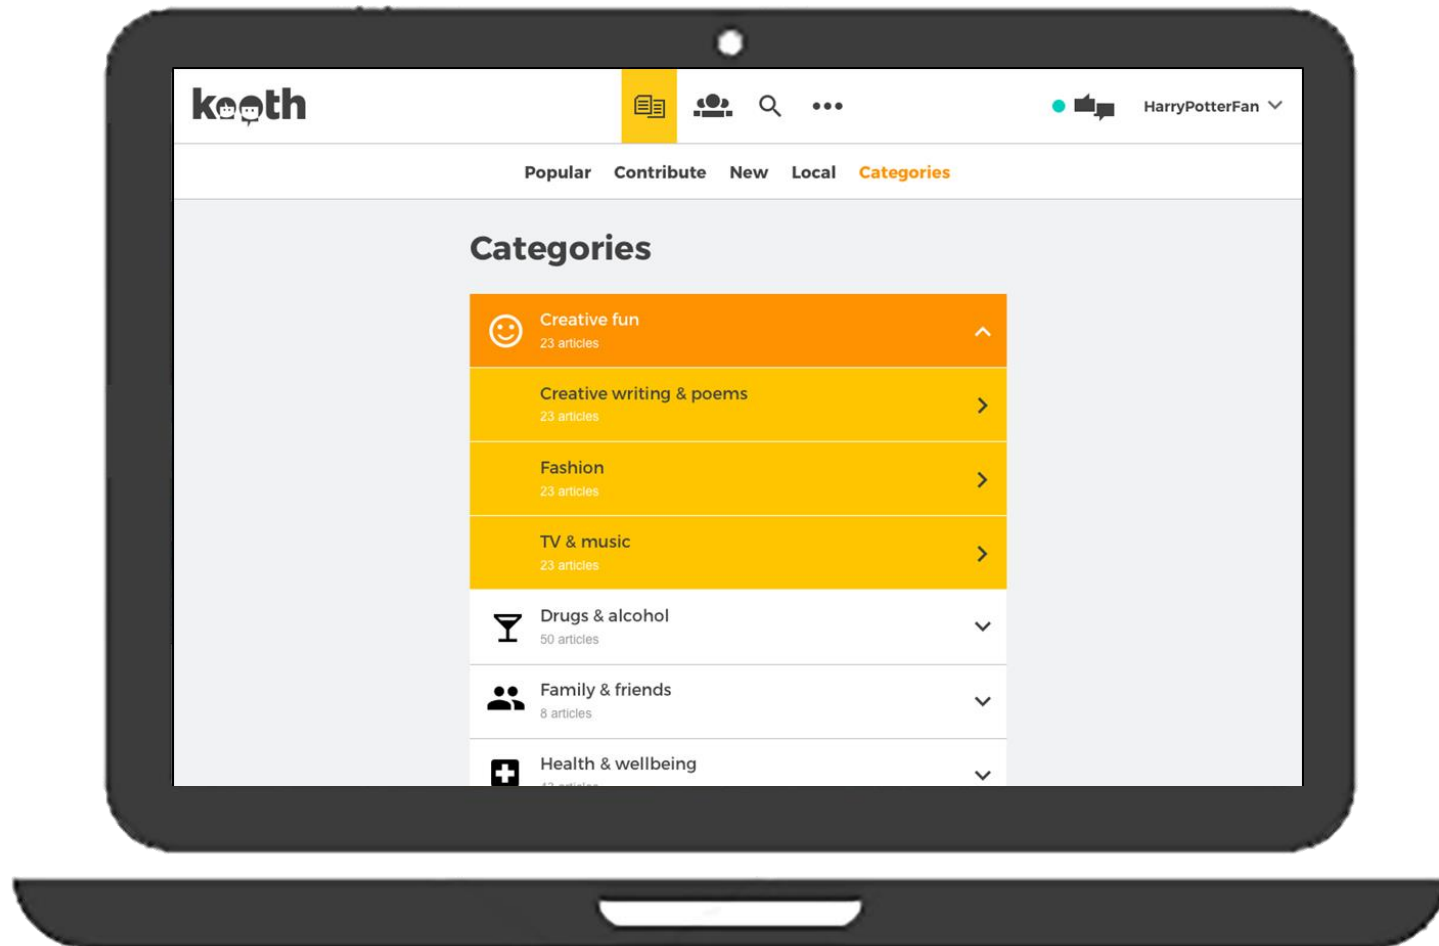 kooth
HarryPotterFan
Popular Contribute New Local Categories
Categories
Creative fun
23 articles
Creative writing & poems
23 articles
Fashion
23 articles
TV & music
23 articles
Drugs & alcohol
50 articles
Family & friends
8 articles
Health & wellbeing
articles